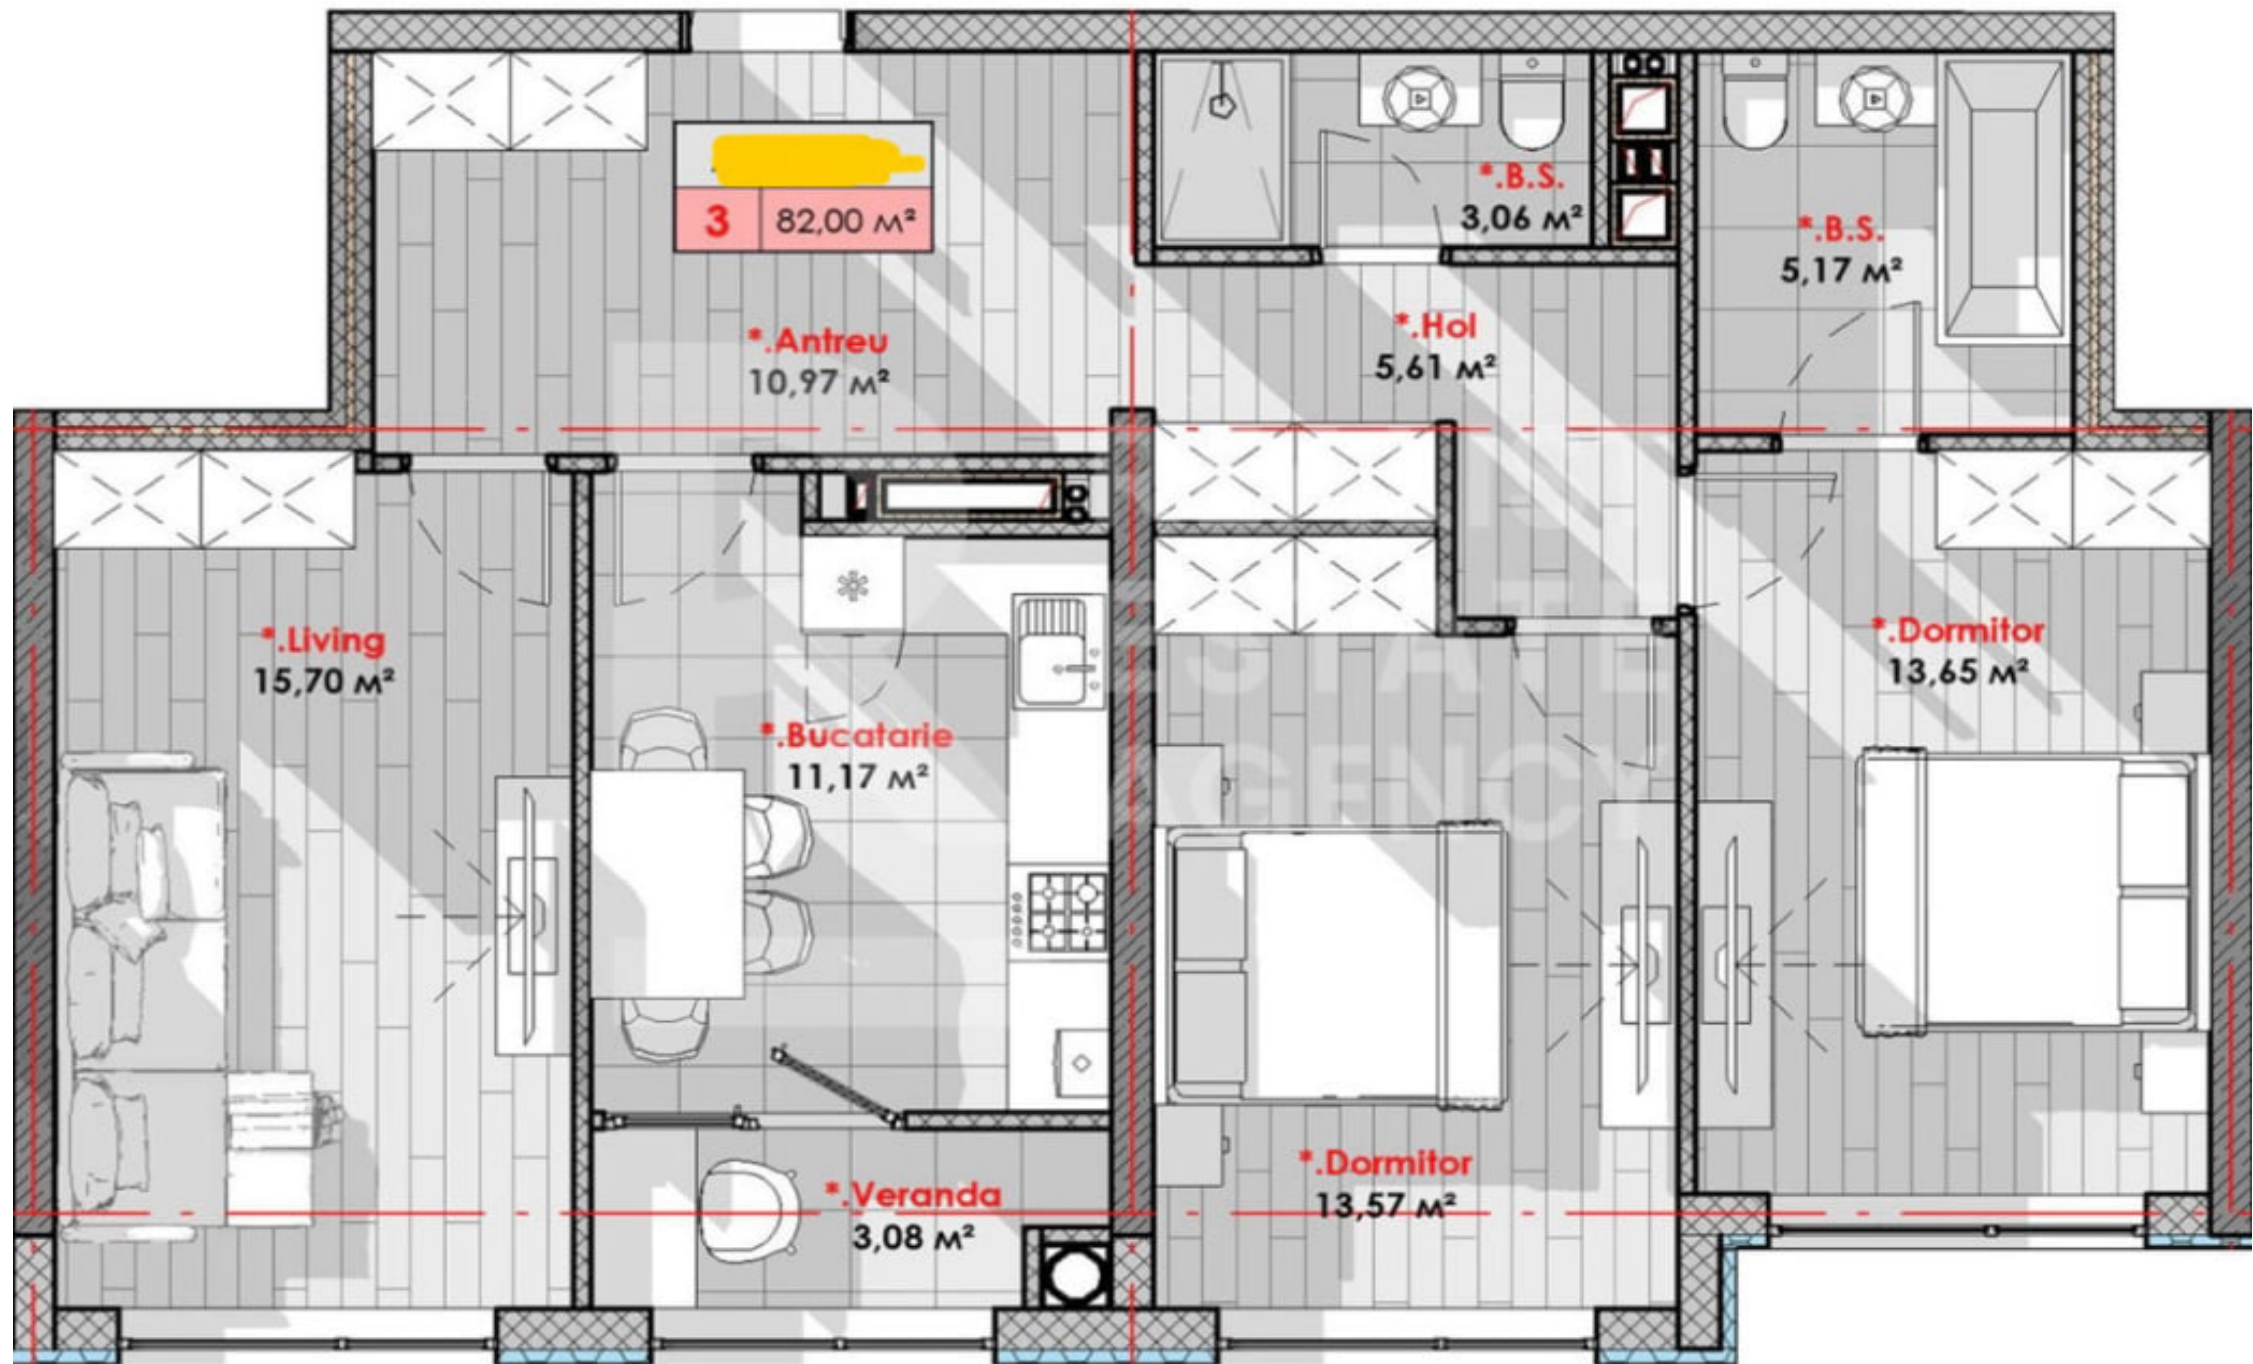 3 82,00 м²
*.Antreu
10,97 м²
*.B.S.
3,06 м²
*.B.S.
5,17 м²
*.Hol
5,61 м²
*.Living
15,70 м²
*.Bucatarie
11,17 м²
*.Dormitor
13,65 м²
*.Dormitor
13,57 м²
*.Veranda
3,08 м²
ESTATE
AGENCY